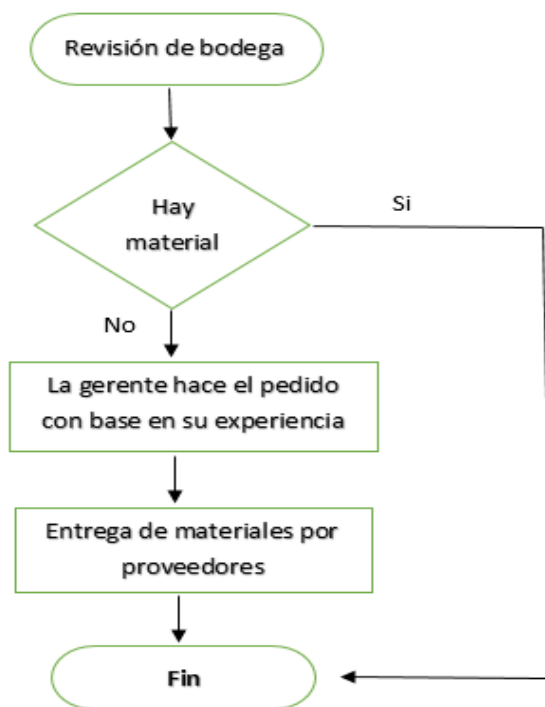 Revisión de bodega
Hay
material
Si
No
La gerente hace el pedido
con base en su experiencia
Entrega de materiales por
proveedores
Fin